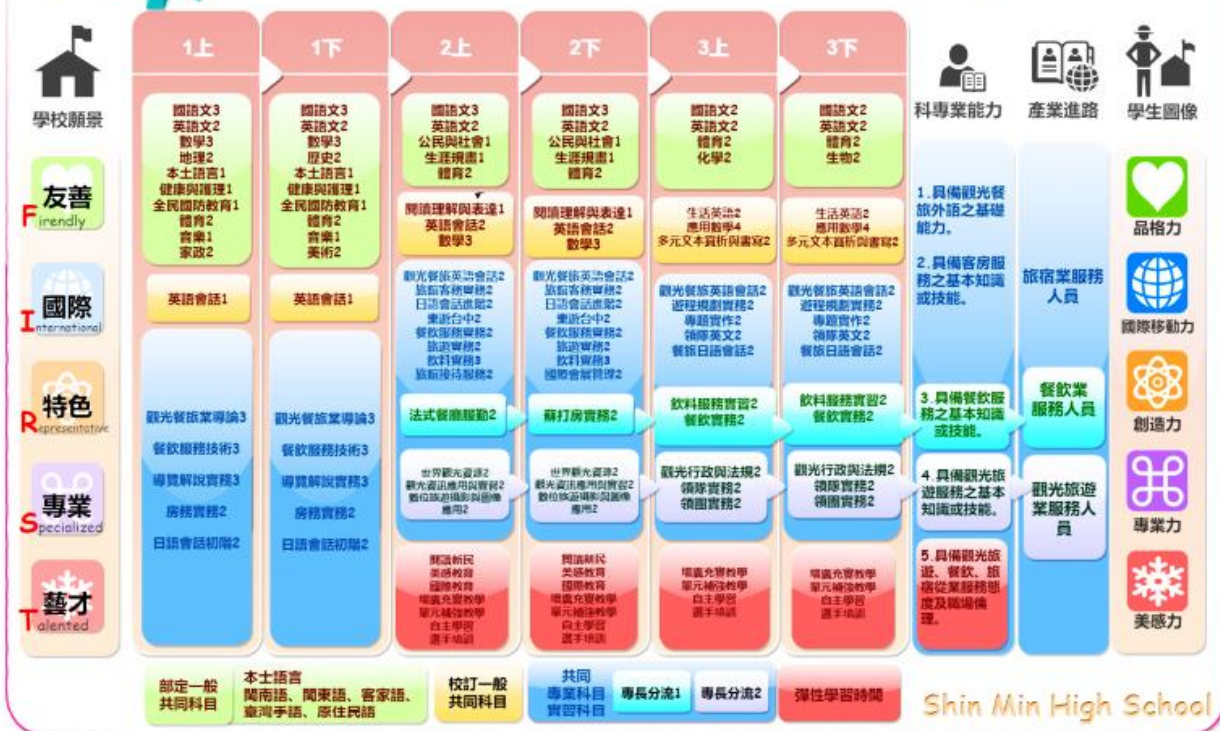 學校願景
1上
1下
2上
2下
3上
3下
科專業能力
產業進路
學生圖像
友善
Firendly
國際
International
特色
Representative
專業
Specialized
藝才
Talented
國語文3
英語文2
數學3
地理2
本土語言1
健康與護理1
全民國防教育1
體育2
音樂1
家政2
英語會話1
觀光餐旅業導論3
餐飲服務技術3
導覽解說實務3
房務實務2
日語會話初階2
國語文3
英語文2
數學3
歷史2
本土語言1
健康與護理1
全民國防教育1
體育2
音樂1
美術2
英語會話1
觀光餐旅業導論3
餐飲服務技術3
導覽解說實務3
房務實務2
日語會話初階2
國語文3
英語文2
公民與社會1
生涯規畫1
體育2
閱讀理解與表達1
英語會話2
數學3
觀光餐旅英語會話2
旅館客務實務2
日語會話進階2
樂遊台中2
餐飲服務實務2
旅遊實務2
飲料實務3
旅館接待服務2
法式餐廳服勤2
世界觀光資源2
觀光資訊應用與實習2
數位旅遊攝影與圖像
應用2
閱讀新民
美感教育
國際教育
增廣充實教學
單元補強教學
自主學習
選手培訓
國語文3
英語文2
公民與社會1
生涯規畫1
體育2
閱讀理解與表達1
英語會話2
數學3
觀光餐旅英語會話2
旅館客務實務2
日語會話進階2
樂遊台中2
餐飲服務實務2
旅遊實務2
飲料實務3
國際會展管理2
蘇打房實務2
世界觀光資源2
觀光資訊應用與實習2
數位旅遊攝影與圖像
應用2
閱讀新民
美感教育
國際教育
增廣充實教學
單元補強教學
自主學習
選手培訓
國語文2
英語文2
體育2
化學2
生活英語2
應用數學4
多元文本賞析與書寫2
觀光餐旅英語會話2
遊程規劃實務2
專題實作2
領隊英文2
餐旅日語會話2
飲料服務實習2
餐飲實務2
觀光行政與法規2
領隊實務2
領團實務2
增廣充實教學
單元補強教學
自主學習
選手培訓
國語文2
英語文2
體育2
生物2
生活英語2
應用數學4
多元文本賞析與書寫2
觀光餐旅英語會話2
遊程規劃實務2
專題實作2
領隊英文2
餐旅日語會話2
飲料服務實習2
餐飲實務2
觀光行政與法規2
領隊實務2
領團實務2
增廣充實教學
單元補強教學
自主學習
選手培訓
1.具備觀光餐
旅外語之基礎
能力。
2.具備客房服
務之基本知識
或技能。
3.具備餐飲服
務之基本知識
或技能。
4.具備觀光旅
遊服務之基本
知識或技能。
5.具備觀光旅
遊、餐飲、旅
宿從業服務態
度及職場倫
理。
旅宿業服務
人員
餐飲業
服務人員
觀光旅遊
業服務人
員
品格力
國際移動力
創造力
專業力
美感力
部定一般
共同科目
本土語言
閩南語、閩東語、客家語、
臺灣手語、原住民語
校訂一般
共同科目
共同
專業科目
實習科目
專長分流1
專長分流2
彈性學習時間
Shin Min High School